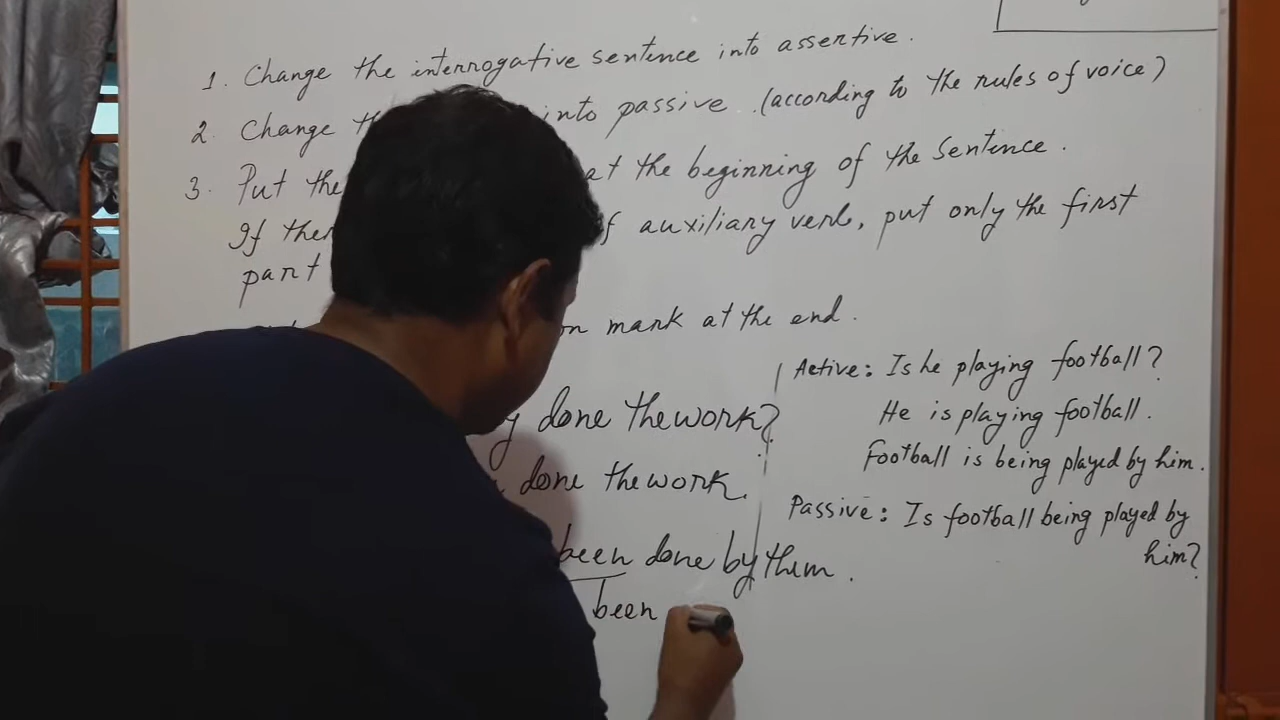 1. Change the interrogative sentence into assertive.
2. Change into passive. (according to the rules of voice)
3. Put the at the beginning of the sentence.
If auxiliary verb, put only the first
part
mark at the end.
done the work?
done the work.
been done by them.
been
Active: Is he playing football?
He is playing football.
Football is being played by him.
Passive: Is football being played by
him?